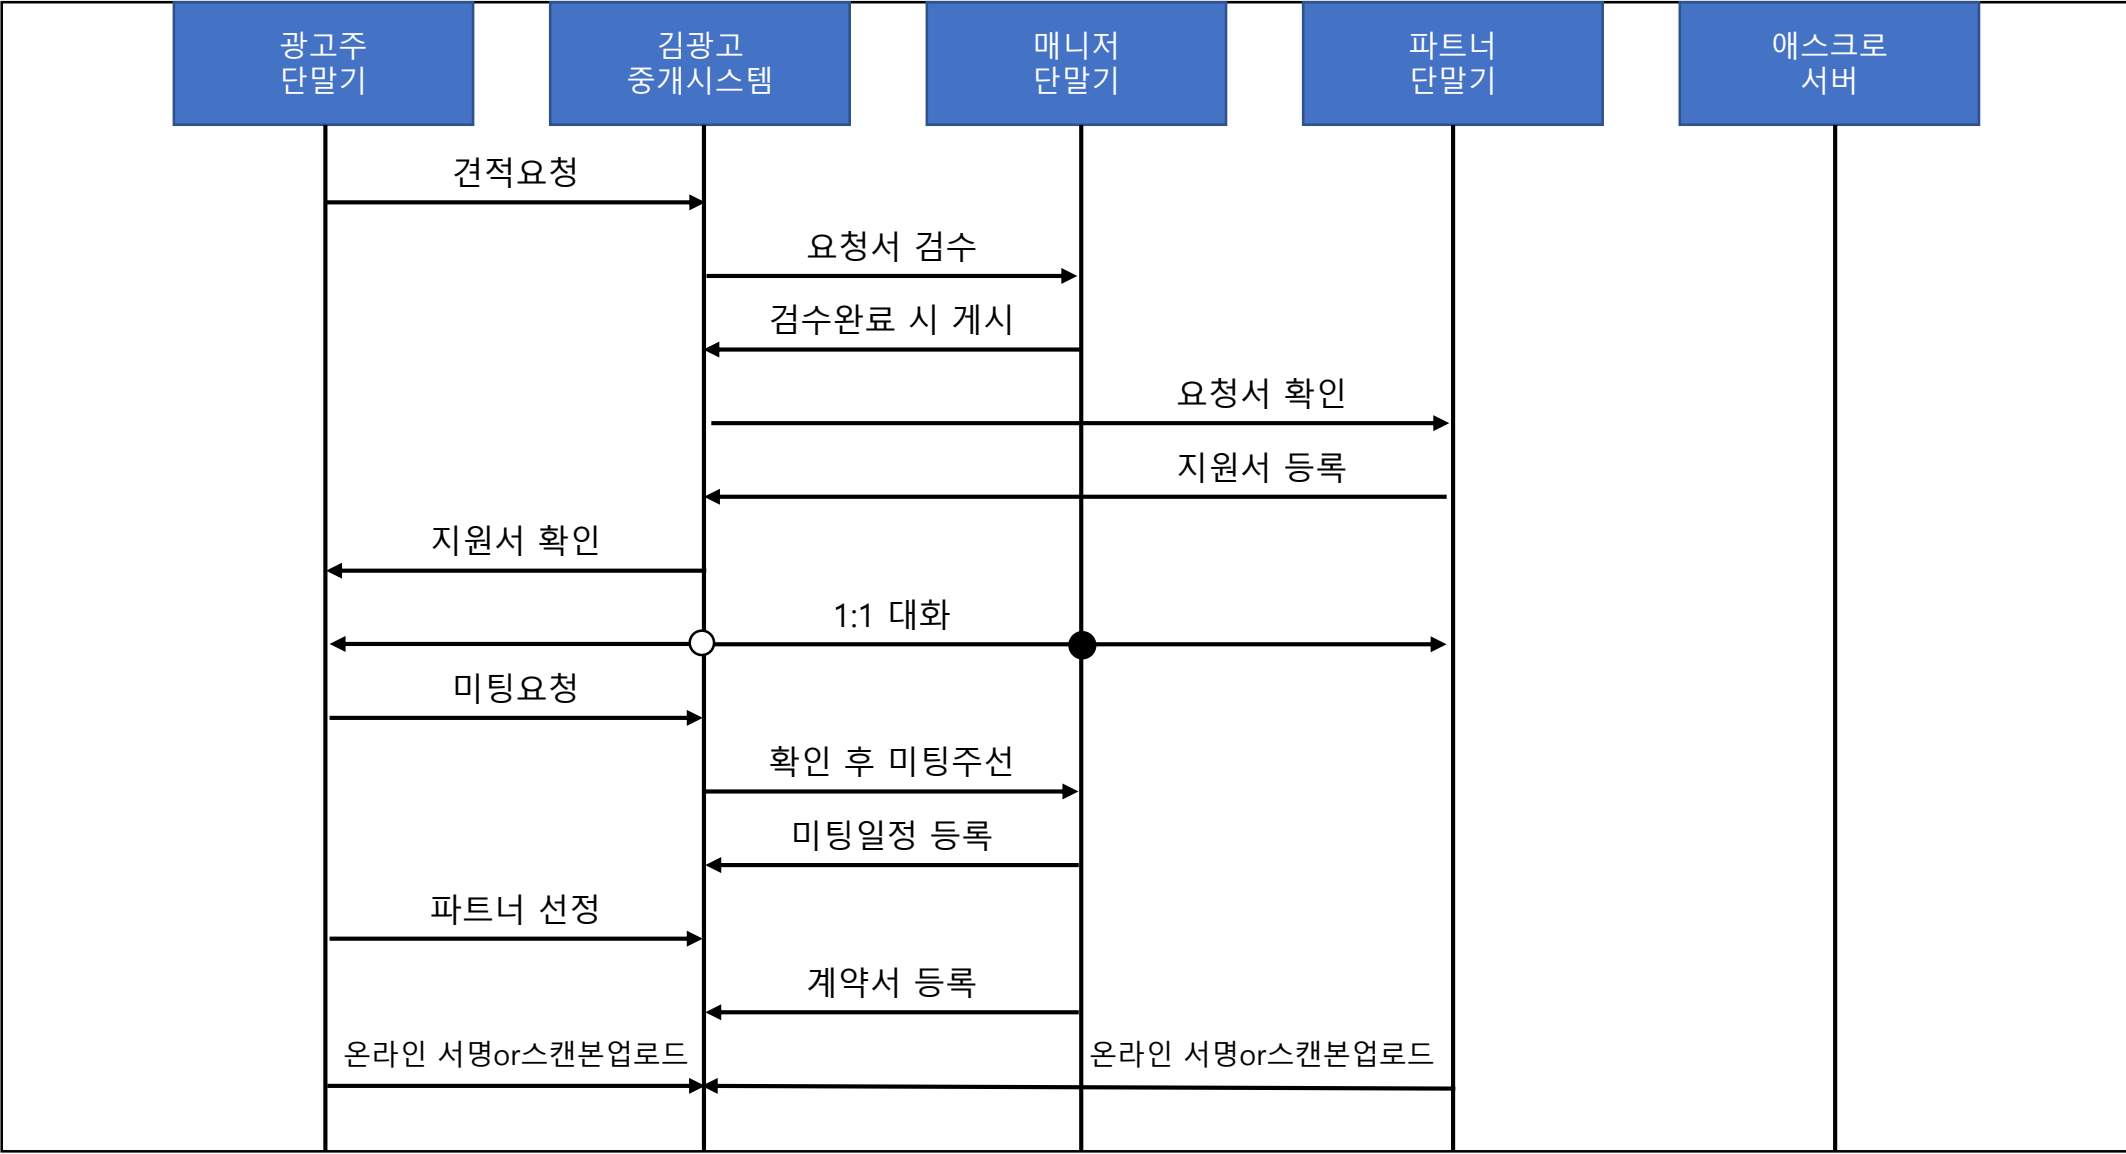 광고주
단말기
김광고
중개시스템
매니저
단말기
파트너
단말기
애스크로
서버
견적요청
요청서 검수
검수완료 시 게시
요청서 확인
지원서 등록
지원서 확인
1:1 대화
미팅요청
확인 후 미팅주선
미팅일정 등록
파트너 선정
계약서 등록
온라인 서명or스캔본업로드
온라인 서명or스캔본업로드